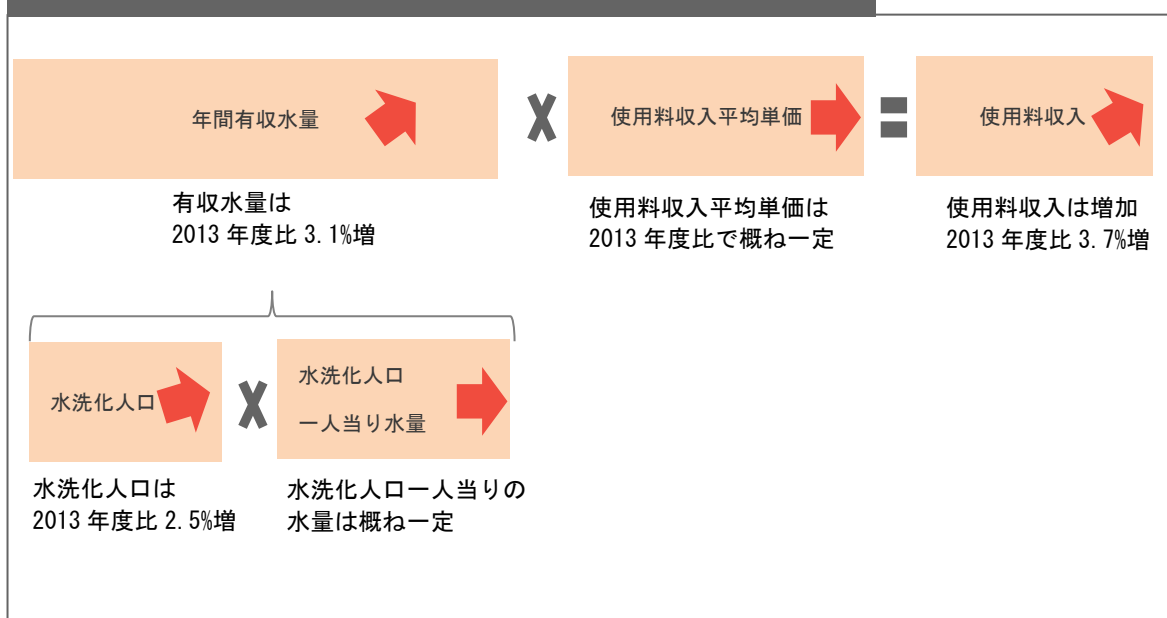 年間有収水量
使用料収入平均単価
使用料収入
有収水量は
2013 年度比 3.1%増
使用料収入平均単価は
2013 年度比で概ね一定
使用料収入は増加
2013 年度比 3.7%増
水洗化人口
水洗化人口
一人当り水量
水洗化人口は
2013 年度比 2.5%増
水洗化人口一人当りの
水量は概ね一定